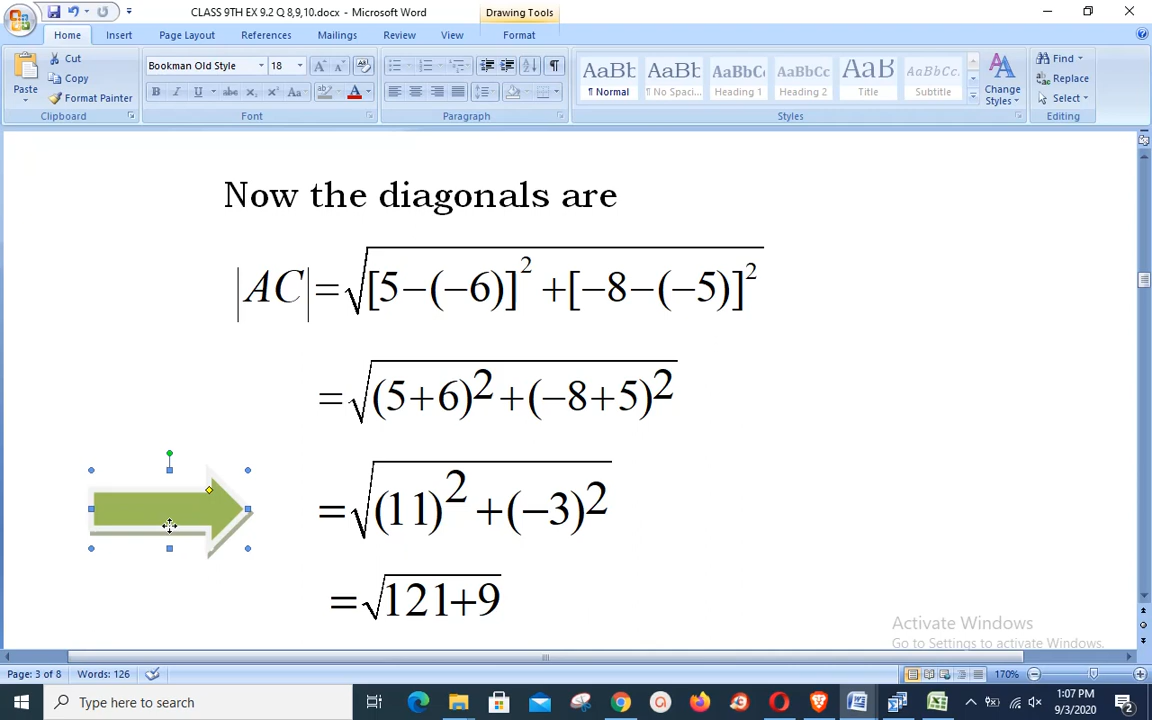 CLASS 9TH EX 9.2 Q 8,9,10.docx - Microsoft Word
Drawing Tools
Home Insert Page Layout References Mailings Review View Format
Paste
Cut
Copy
Format Painter
Clipboard
Bookman Old Style 18
Font
Paragraph
AaBb AaBb AaBbC AaBbC AaB AaBbCc.
¶ Normal ¶ No Spaci... Heading 1 Heading 2 Title Subtitle
Change Styles
Styles
Find
Replace
Select
Editing
Now the diagonals are
|AC| = √[5−(−6)]² + [−8−(−5)]²
= √(5+6)2 + (−8+5)2
= √(11)2 + (−3)2
= √121+9
Activate Windows
Go to Settings to activate Windows.
Page: 3 of 8 Words: 126 170%
Type here to search
1:07 PM
9/3/2020
2